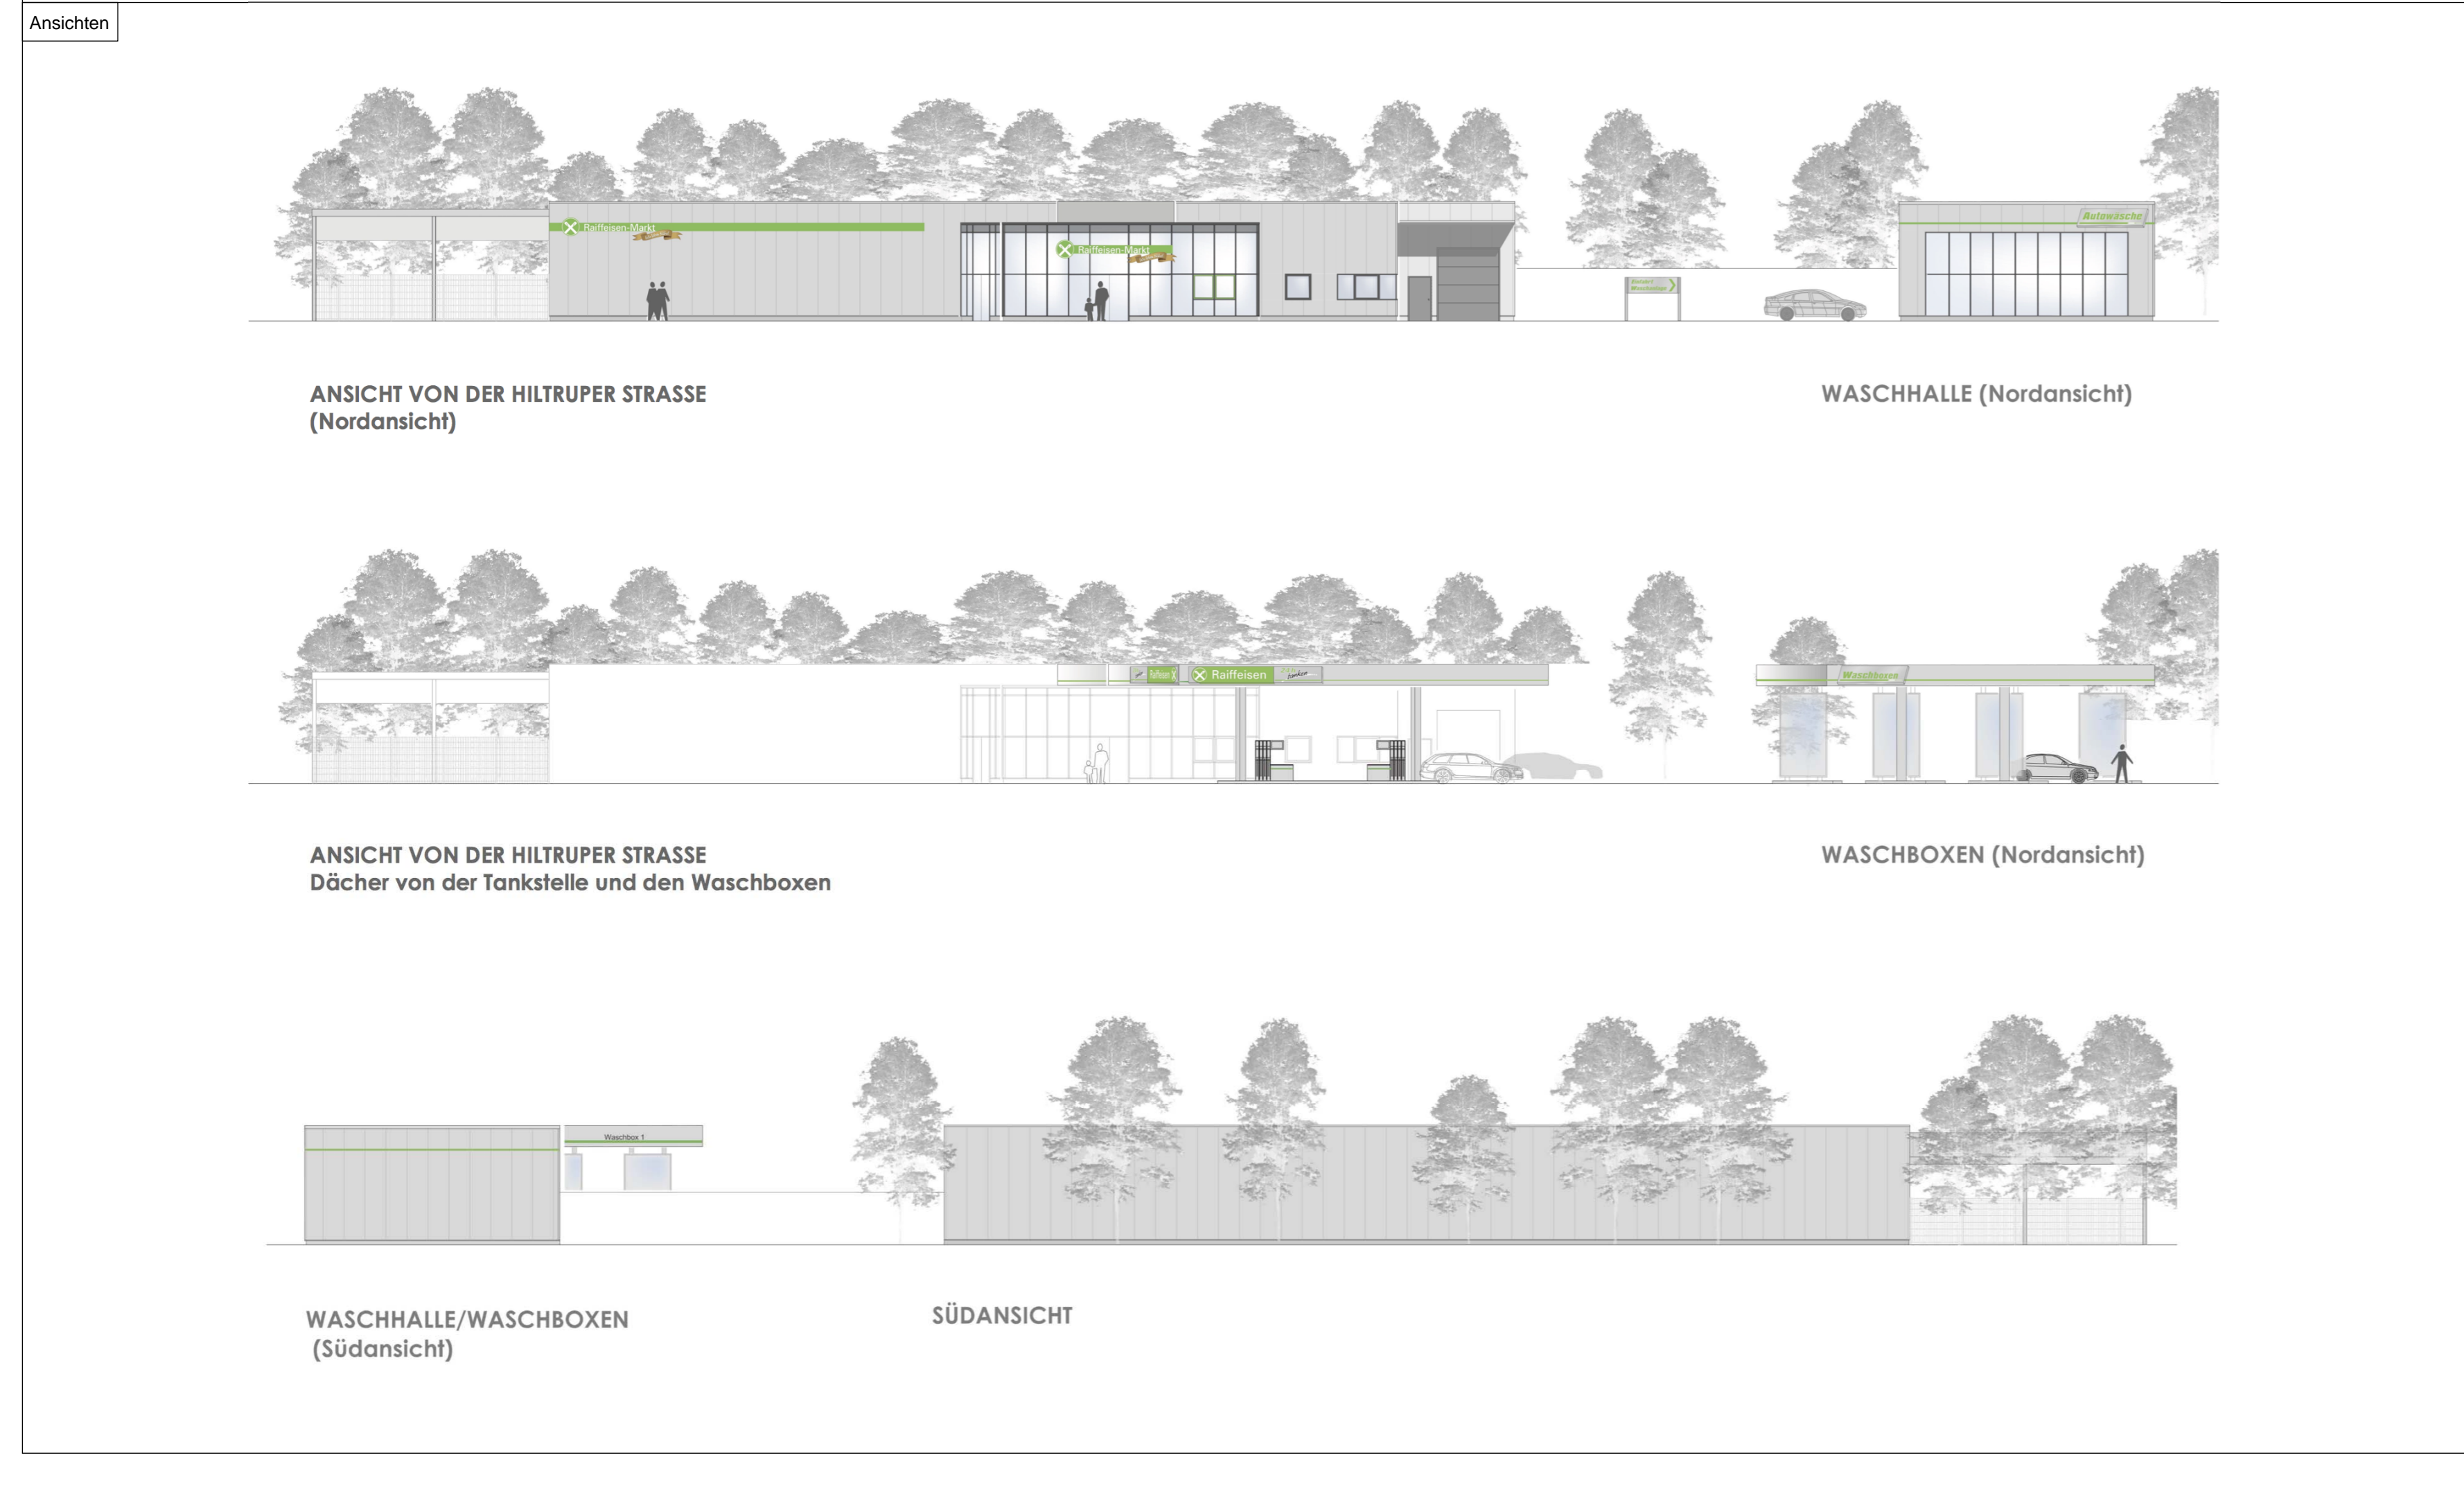 Ansichten
Raiffeisen-Markt
Raiffeisen-Markt
Autowäsche
ANSICHT VON DER HILTRUPER STRASSE
(Nordansicht)
WASCHHALLE (Nordansicht)
Raiffeisen
Raiffeisen
tanken
Waschboxen
ANSICHT VON DER HILTRUPER STRASSE
Dächer von der Tankstelle und den Waschboxen
WASCHBOXEN (Nordansicht)
Waschbox 1
WASCHHALLE/WASCHBOXEN
(Südansicht)
SÜDANSICHT